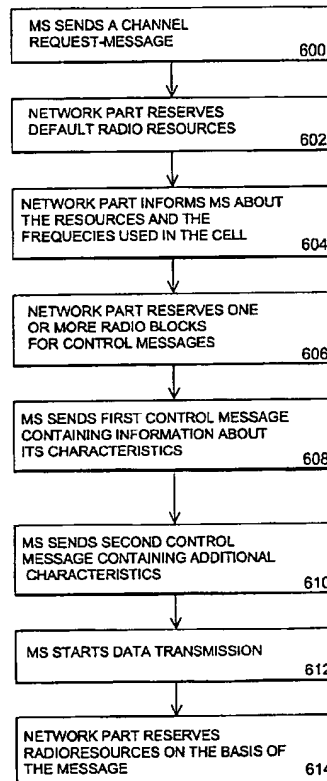 MS SENDS A CHANNEL
REQUEST-MESSAGE
600
NETWORK PART RESERVES
DEFAULT RADIO RESOURCES
602
NETWORK PART INFORMS MS ABOUT
THE RESOURCES AND THE
FREQUECIES USED IN THE CELL
604
NETWORK PART RESERVES ONE
OR MORE RADIO BLOCKS
FOR CONTROL MESSAGES
606
MS SENDS FIRST CONTROL MESSAGE
CONTAINING INFORMATION ABOUT
ITS CHARACTERISTICS
608
MS SENDS SECOND CONTROL
MESSAGE CONTAINING ADDITIONAL
CHARACTERISTICS
610
MS STARTS DATA TRANSMISSION
612
NETWORK PART RESERVES
RADIORESOURCES ON THE BASIS OF
THE MESSAGE
614